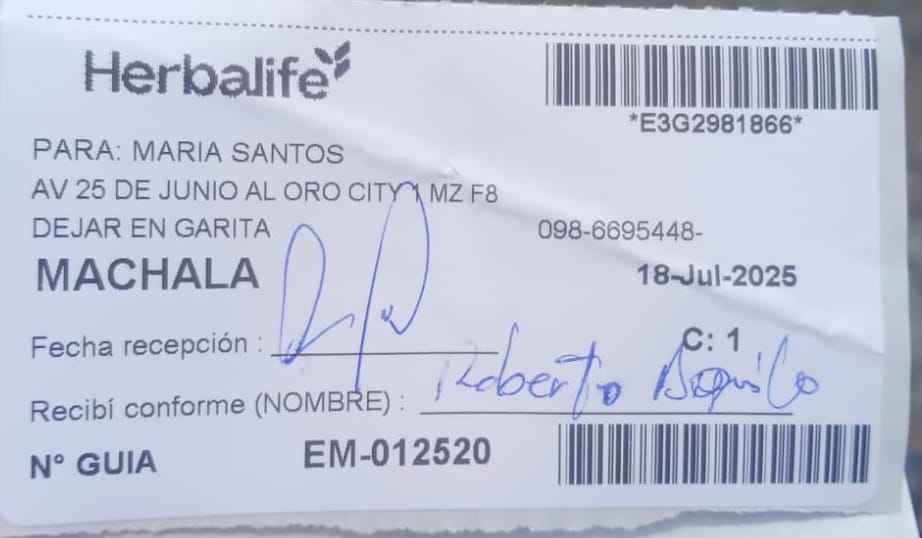 Herbalife
*E3G2981866*
PARA: MARIA SANTOS
AV 25 DE JUNIO AL ORO CITY 1 MZ F8
DEJAR EN GARITA 098-6695448-
MACHALA 18-Jul-2025
Fecha recepción :
C: 1
Recibí conforme (NOMBRE) : Roberto
N° GUIA EM-012520